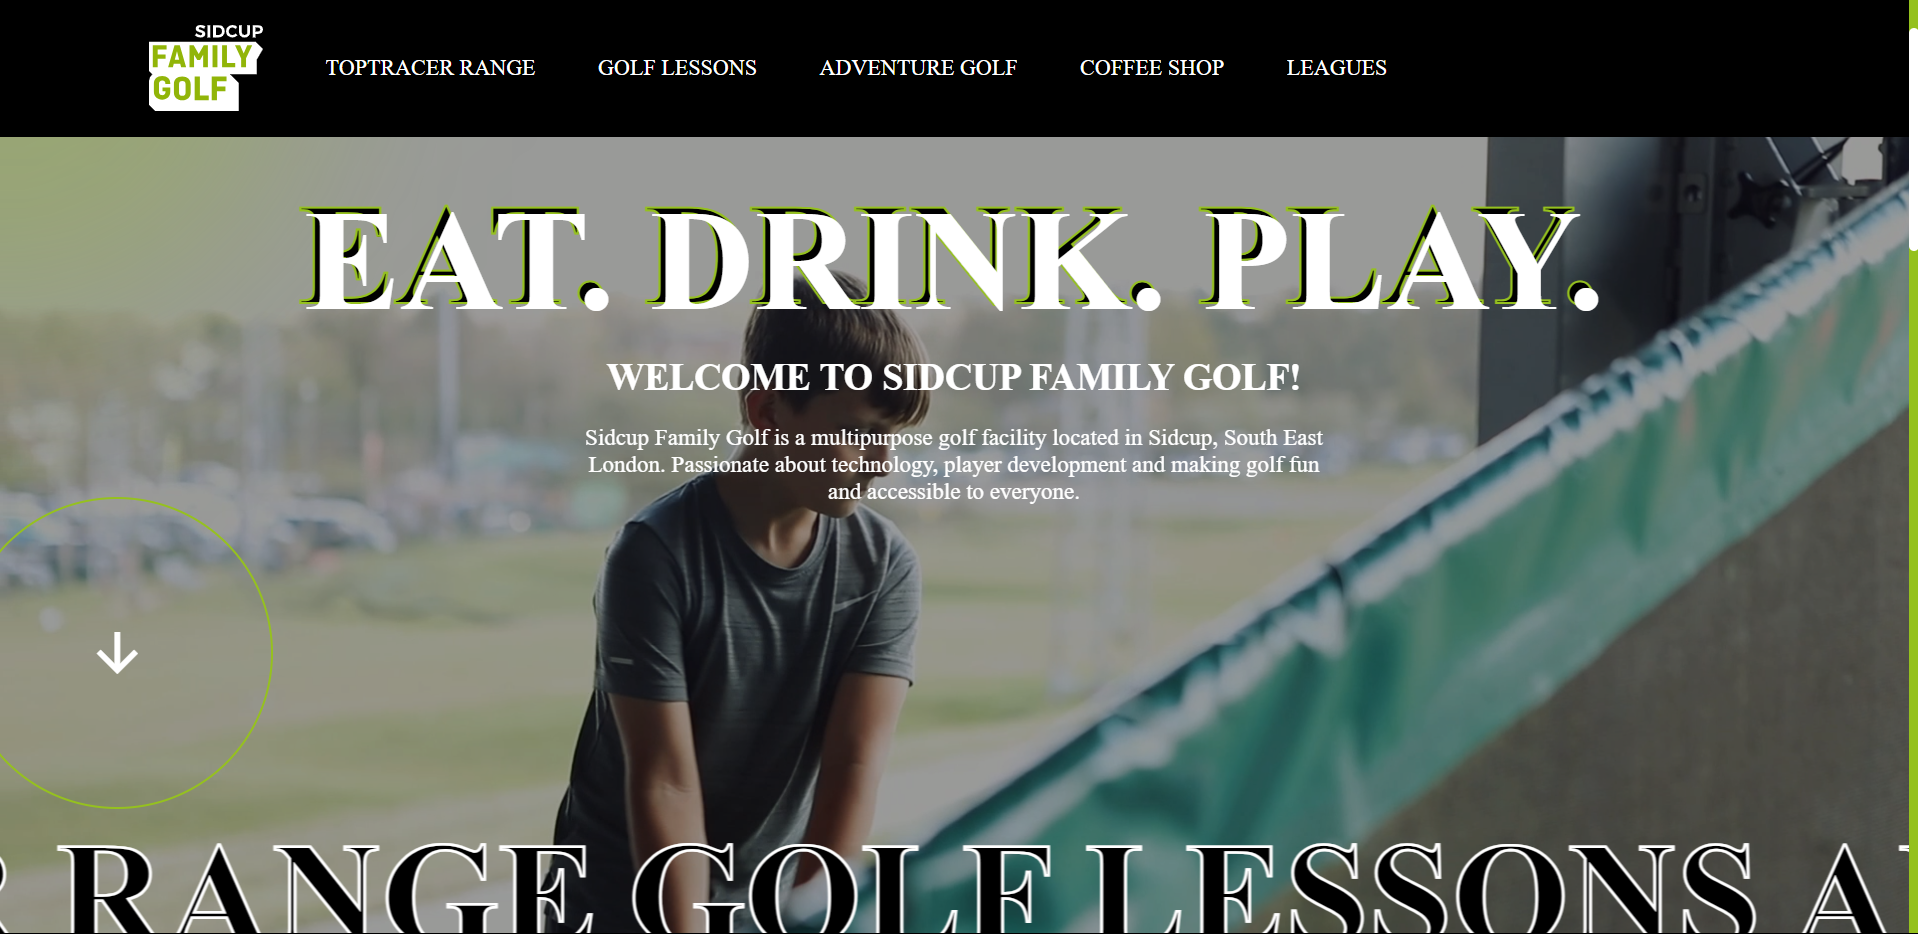 SIDCUP
FAMILY
GOLF
TOPTRACER RANGE
GOLF LESSONS
ADVENTURE GOLF
COFFEE SHOP
LEAGUES
EAT. DRINK. PLAY.
WELCOME TO SIDCUP FAMILY GOLF!
Sidcup Family Golf is a multipurpose golf facility located in Sidcup, South East
London. Passionate about technology, player development and making golf fun
and accessible to everyone.
R RANGE GOLF LESSONS A